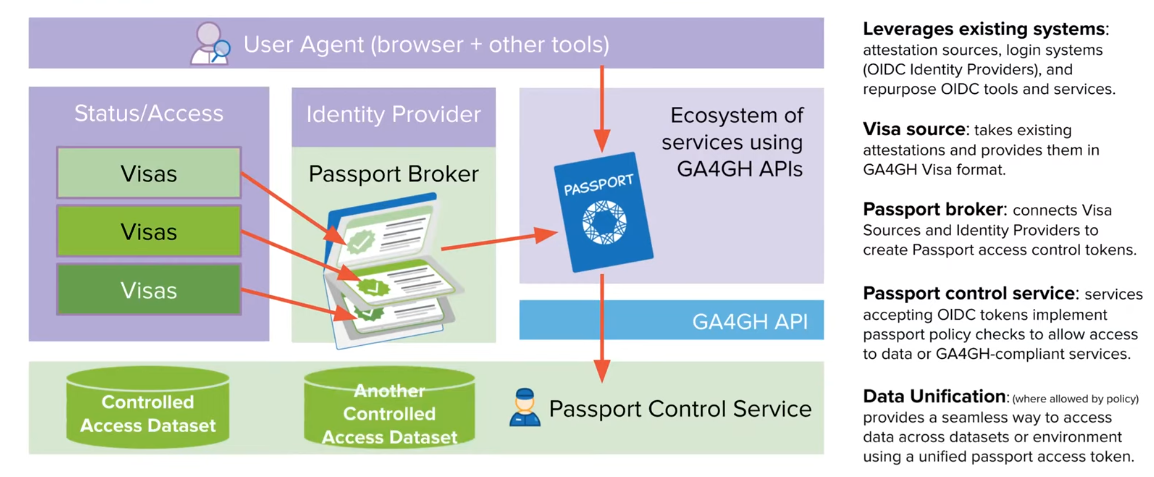 User Agent (browser + other tools)
Status/Access
Visas
Visas
Visas
Identity Provider
Passport Broker
Ecosystem of
services using
GA4GH APIs
PASSPORT
GA4GH API
Controlled
Access Dataset
Another
Controlled
Access Dataset
Passport Control Service
Leverages existing systems:
attestation sources, login systems
(OIDC Identity Providers), and
repurpose OIDC tools and services.
Visa source: takes existing
attestations and provides them in
GA4GH Visa format.
Passport broker: connects Visa
Sources and Identity Providers to
create Passport access control tokens.
Passport control service: services
accepting OIDC tokens implement
passport policy checks to allow access
to data or GA4GH-compliant services.
Data Unification: (where allowed by policy)
provides a seamless way to access
data across datasets or environment
using a unified passport access token.